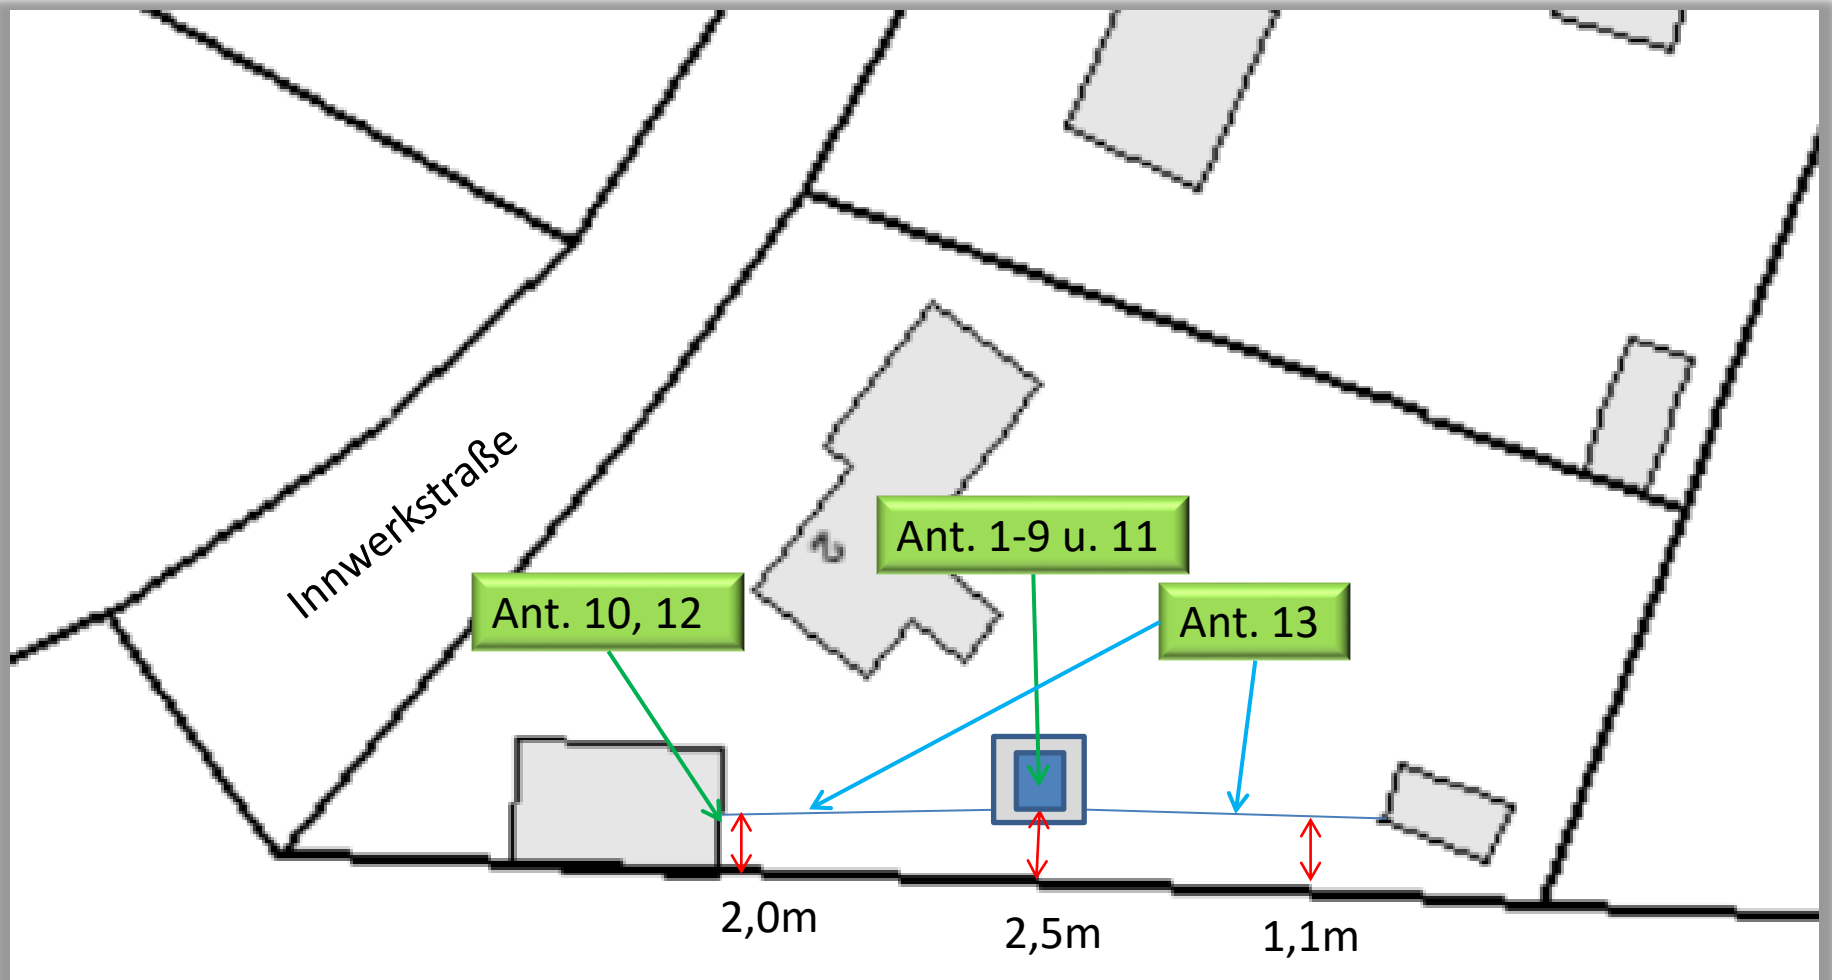 Innwerkstraße
2
Ant. 1-9 u. 11
Ant. 10, 12
Ant. 13
2,0m
2,5m
1,1m